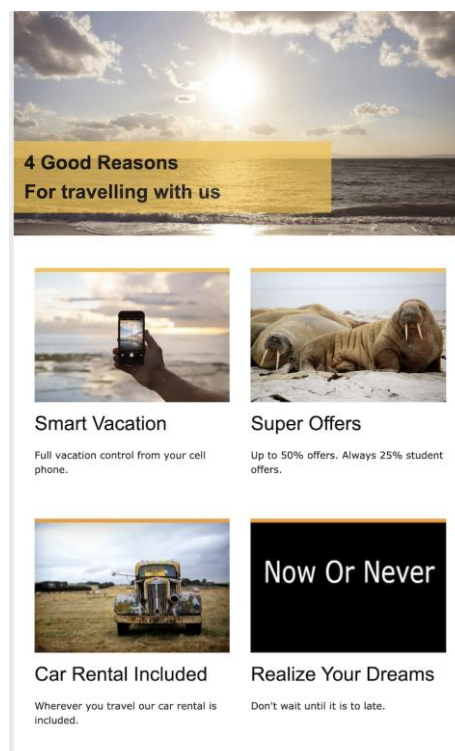 4 Good Reasons
For travelling with us
Smart Vacation
Full vacation control from your cell
phone.
Super Offers
Up to 50% offers. Always 25% student
offers.
Now Or Never
Car Rental Included
Wherever you travel our car rental is
included.
Realize Your Dreams
Don't wait until it is to late.